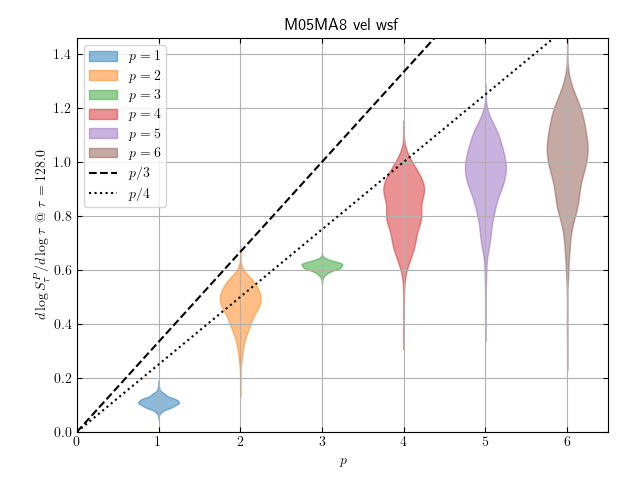 M05MA8 vel wsf
d log S_τ^P / d log τ @ τ = 128.0
1.4
1.2
1.0
0.8
0.6
0.4
0.2
0.0
p = 1
p = 2
p = 3
p = 4
p = 5
p = 6
p/3
p/4
0 1 2 3 4 5 6
p